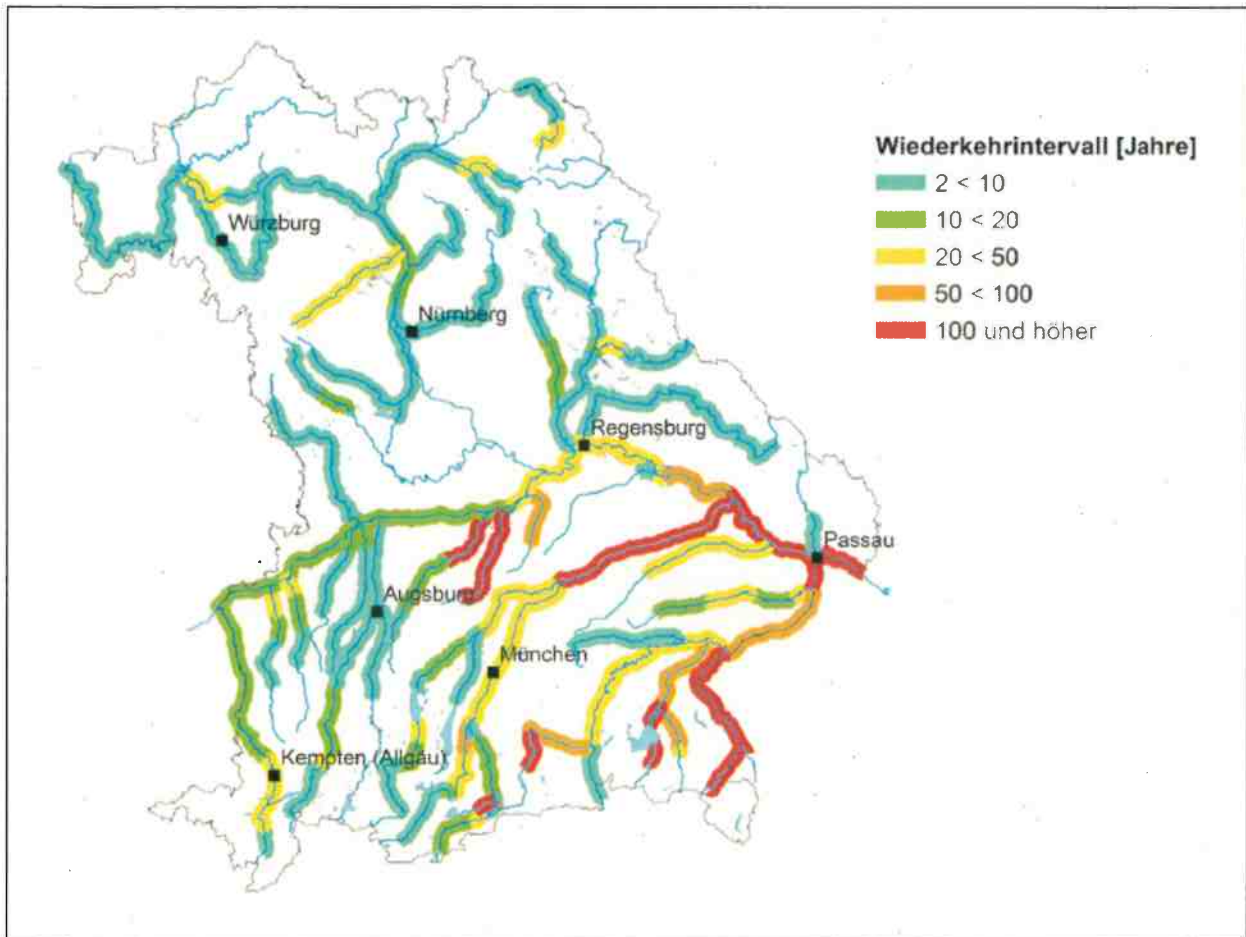 Wiederkehrintervall [Jahre]
2 < 10
10 < 20
20 < 50
50 < 100
100 und höher
Würzburg
Nürnberg
Regensburg
Passau
Augsburg
München
Kempten (Allgäu)